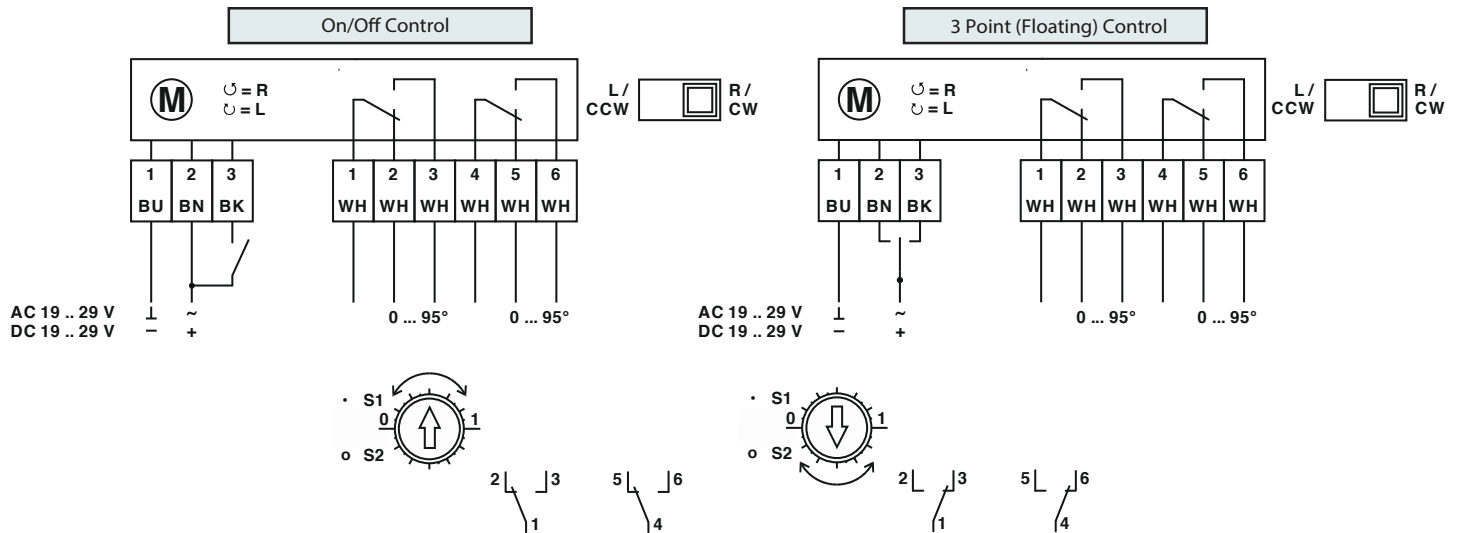 On/Off Control
M
↺ = R
↻ = L
L / CCW
R / CW
1 2 3
BU BN BK
1 2 3 4 5 6
WH WH WH WH WH WH
AC 19 .. 29 V ⊥ ~
DC 19 .. 29 V – +
0 ... 95° 0 ... 95°
3 Point (Floating) Control
M
↺ = R
↻ = L
L / CCW
R / CW
1 2 3
BU BN BK
1 2 3 4 5 6
WH WH WH WH WH WH
AC 19 .. 29 V ⊥ ~
DC 19 .. 29 V – +
0 ... 95° 0 ... 95°
• S1
0 1
o S2
2 3
1
5 6
4
• S1
0 1
o S2
2 3
1
5 6
4